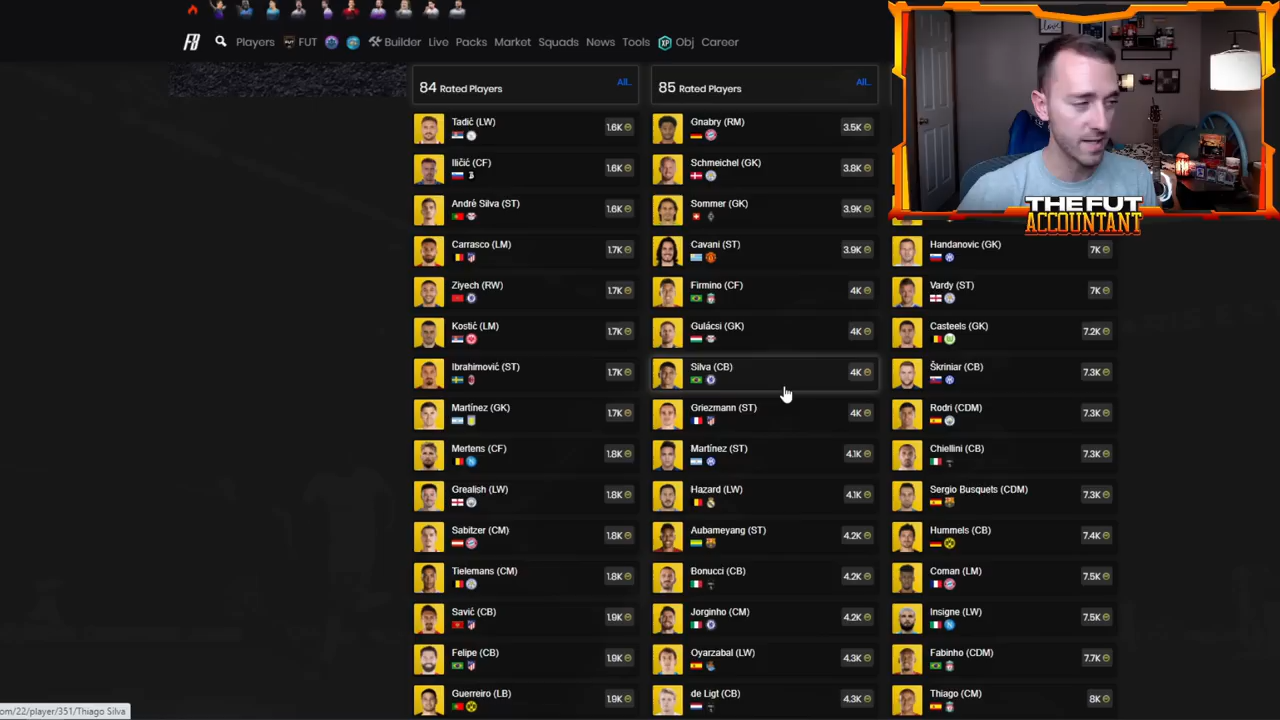 F8
Players
FUT
Builder
Live
Packs
Market
Squads
News
Tools
XP
Obj
Career
84 Rated Players
All..
Tadić (LW)
1.6K
Iličić (CF)
1.6K
André Silva (ST)
1.6K
Carrasco (LM)
1.7K
Ziyech (RW)
1.7K
Kostić (LM)
1.7K
Ibrahimović (ST)
1.7K
Martínez (GK)
1.7K
Mertens (CF)
1.8K
Grealish (LW)
1.8K
Sabitzer (CM)
1.8K
Tielemans (CM)
1.8K
Savić (CB)
1.9K
Felipe (CB)
1.9K
Guerreiro (LB)
1.9K
85 Rated Players
All..
Gnabry (RM)
3.5K
Schmeichel (GK)
3.8K
Sommer (GK)
3.9K
Cavani (ST)
3.9K
Firmino (CF)
4K
Gulácsi (GK)
4K
Silva (CB)
4K
Griezmann (ST)
4K
Martínez (ST)
4.1K
Hazard (LW)
4.1K
Aubameyang (ST)
4.2K
Bonucci (CB)
4.2K
Jorginho (CM)
4.2K
Oyarzabal (LW)
4.3K
de Ligt (CB)
4.3K
Handanovic (GK)
7K
Vardy (ST)
7K
Casteels (GK)
7.2K
Škriniar (CB)
7.3K
Rodri (CDM)
7.3K
Chiellini (CB)
7.3K
Sergio Busquets (CDM)
7.3K
Hummels (CB)
7.4K
Coman (LM)
7.5K
Insigne (LW)
7.5K
Fabinho (CDM)
7.7K
Thiago (CM)
8K
THE FUT
ACCOUNTANT
om/22/player/351/Thiago Silva